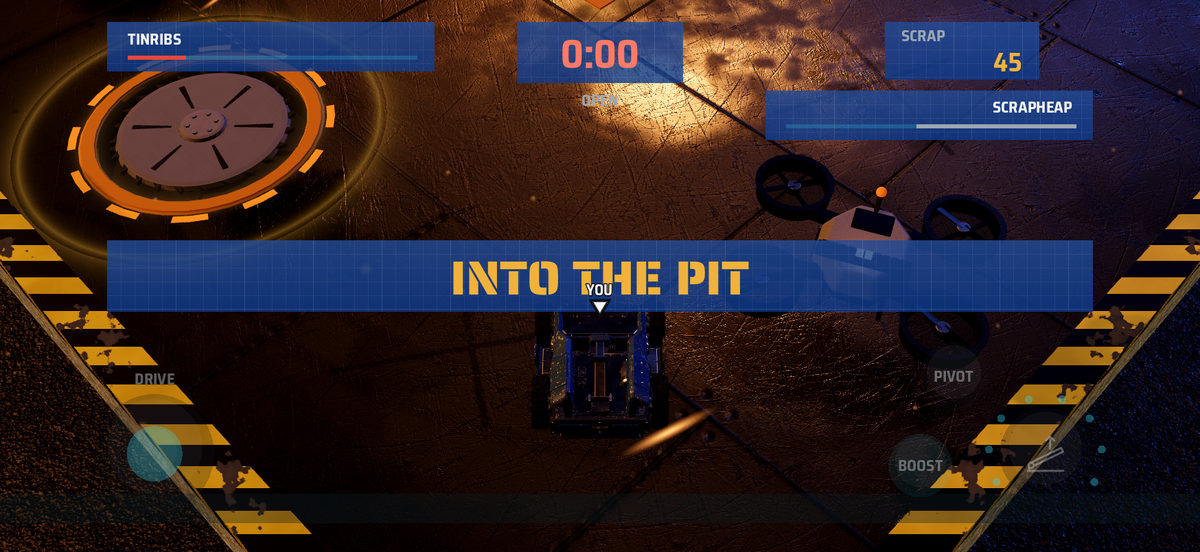 TINRIBS
0:00
OPEN
SCRAP
45
SCRAPHEAP
INTO THE PIT
YOU
DRIVE
PIVOT
BOOST